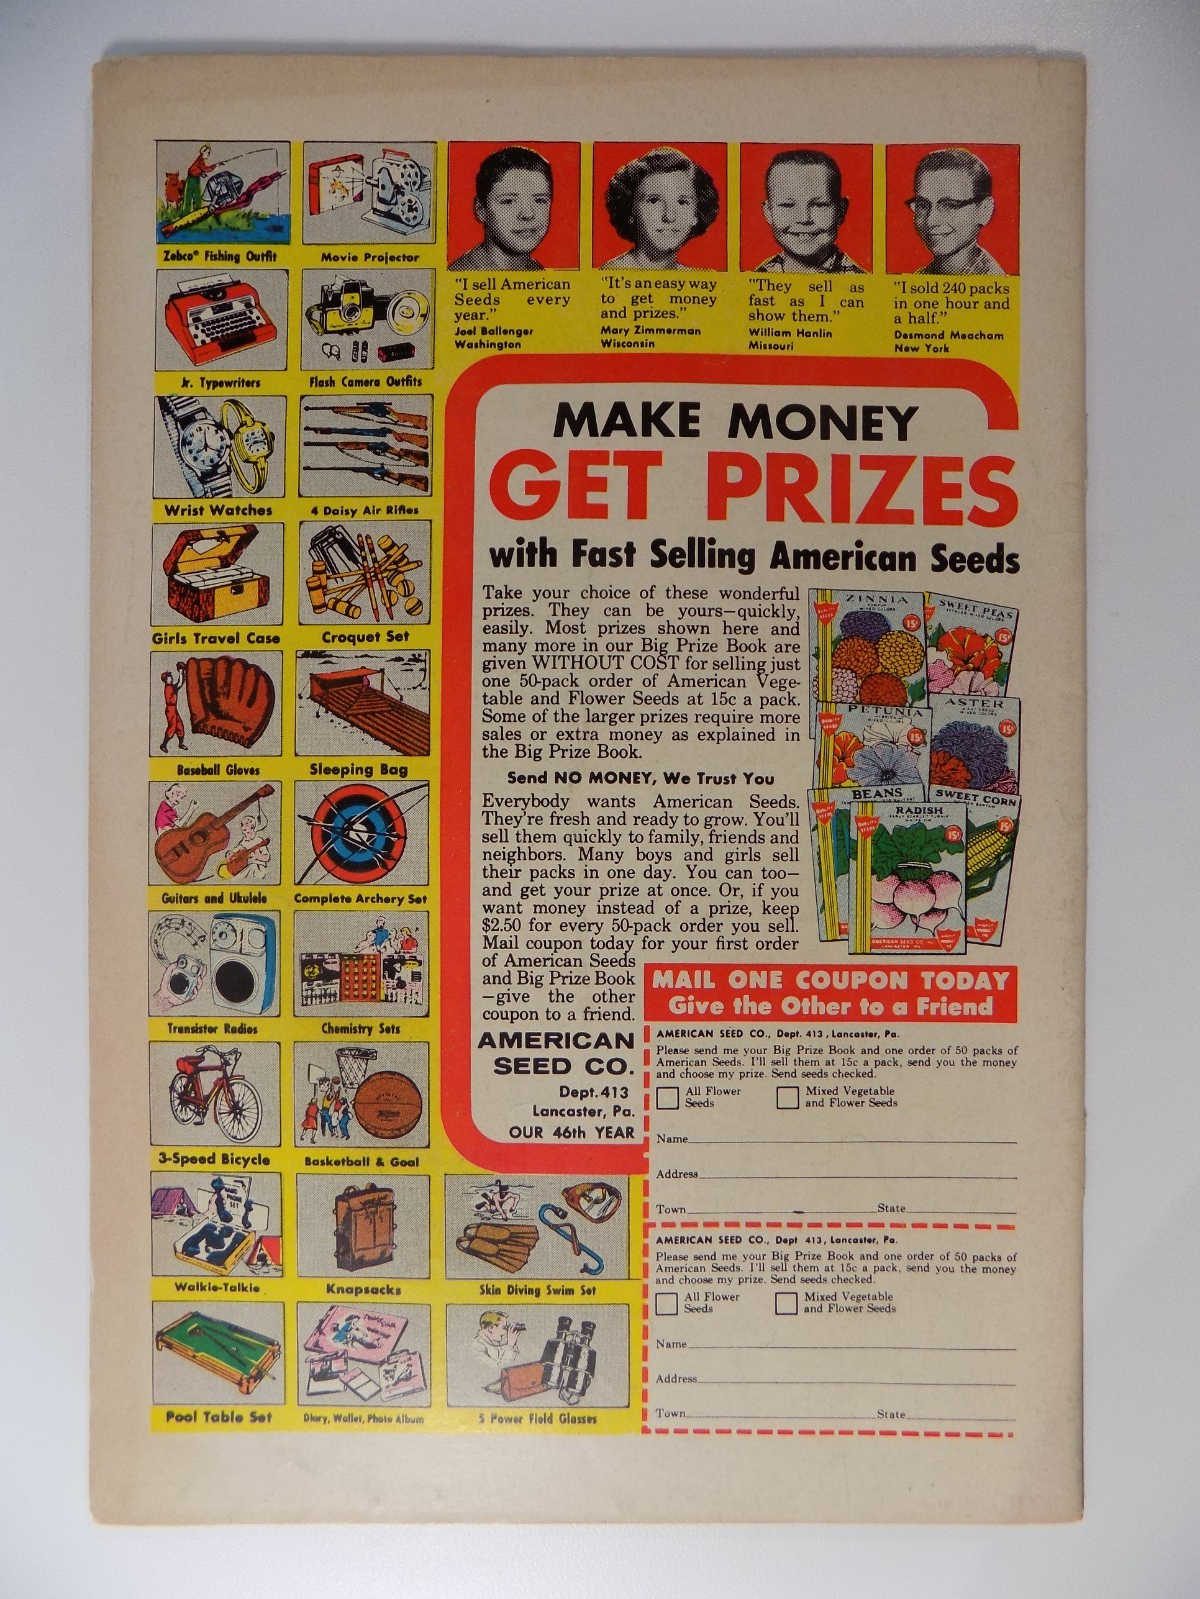 Zebco® Fishing Outfit
Movie Projector
Jr. Typewriters
Flash Camera Outfits
Wrist Watches
4 Daisy Air Rifles
Girls Travel Case
Croquet Set
Baseball Gloves
Sleeping Bag
Guitars and Ukulele
Complete Archery Set
Transistor Radios
Chemistry Sets
3-Speed Bicycle
Basketball & Goal
Walkie-Talkie
Knapsacks
Skin Diving Swim Set
Pool Table Set
Diary, Wallet, Photo Album
5 Power Field Glasses
"I sell American
Seeds every
year."
Joel Ballenger
Washington
"It's an easy way
to get money
and prizes."
Mary Zimmerman
Wisconsin
"They sell as
fast as I can
show them."
William Hanlin
Missouri
"I sold 240 packs
in one hour and
a half."
Desmond Meacham
New York
MAKE MONEY
GET PRIZES
with Fast Selling American Seeds
Take your choice of these wonderful
prizes. They can be yours—quickly,
easily. Most prizes shown here and
many more in our Big Prize Book are
given WITHOUT COST for selling just
one 50-pack order of American Vege-
table and Flower Seeds at 15c a pack.
Some of the larger prizes require more
sales or extra money as explained in
the Big Prize Book.
Send NO MONEY, We Trust You
Everybody wants American Seeds.
They're fresh and ready to grow. You'll
sell them quickly to family, friends and
neighbors. Many boys and girls sell
their packs in one day. You can too—
and get your prize at once. Or, if you
want money instead of a prize, keep
$2.50 for every 50-pack order you sell.
Mail coupon today for your first order
of American Seeds
and Big Prize Book
—give the other
coupon to a friend.
AMERICAN
SEED CO.
Dept. 413
Lancaster, Pa.
OUR 46th YEAR
ZINNIA
15¢
SWEET PEAS
15¢
PETUNIA
15¢
ASTER
15¢
BEANS
RADISH
15¢
SWEET CORN
15¢
AMERICAN SEED CO.
MAIL ONE COUPON TODAY
Give the Other to a Friend
AMERICAN SEED CO., Dept. 413, Lancaster, Pa.
Please send me your Big Prize Book and one order of 50 packs of
American Seeds. I'll sell them at 15c a pack, send you the money
and choose my prize. Send seeds checked.
All Flower
Seeds
Mixed Vegetable
and Flower Seeds
Name
Address
Town State
AMERICAN SEED CO., Dept 413, Lancaster, Pa.
Please send me your Big Prize Book and one order of 50 packs of
American Seeds. I'll sell them at 15c a pack, send you the money
and choose my prize. Send seeds checked.
All Flower
Seeds
Mixed Vegetable
and Flower Seeds
Name
Address
Town State